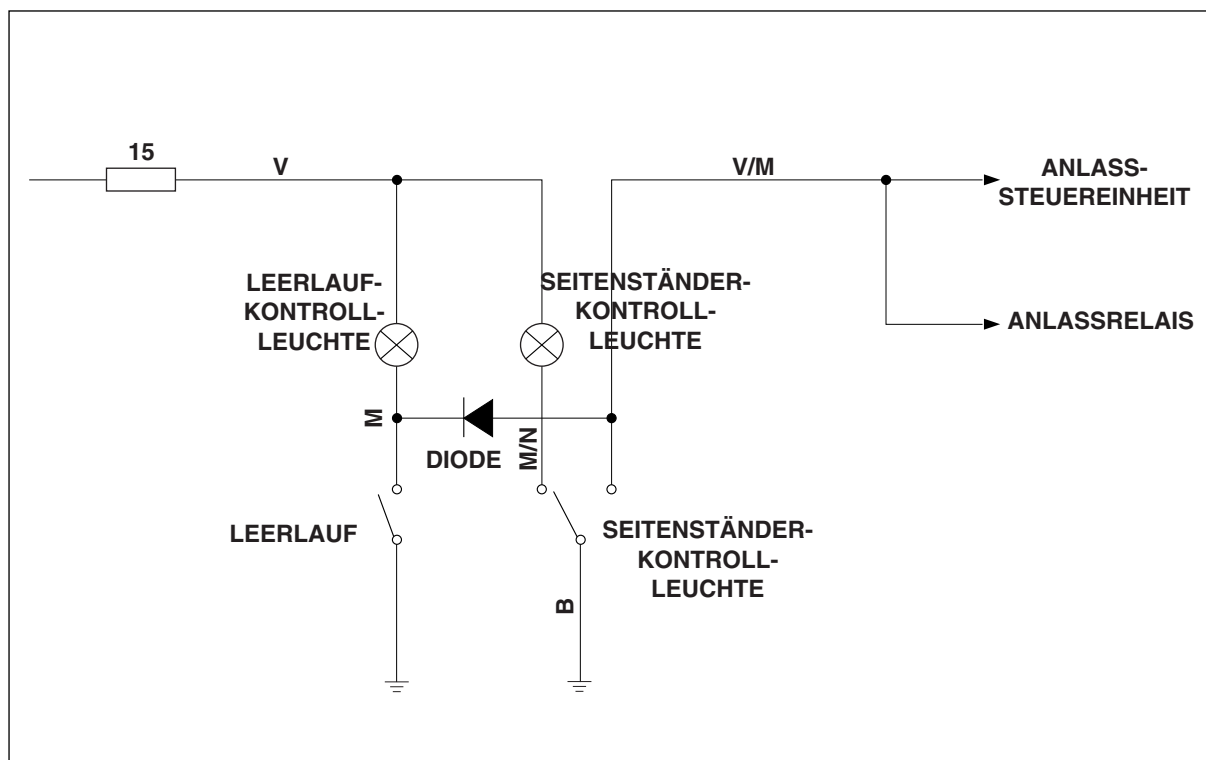 15
V
V/M
ANLASS-
STEUEREINHEIT
LEERLAUF-
KONTROLL-
LEUCHTE
SEITENSTÄNDER-
KONTROLL-
LEUCHTE
ANLASSRELAIS
M
DIODE
M/N
LEERLAUF
SEITENSTÄNDER-
KONTROLL-
LEUCHTE
B